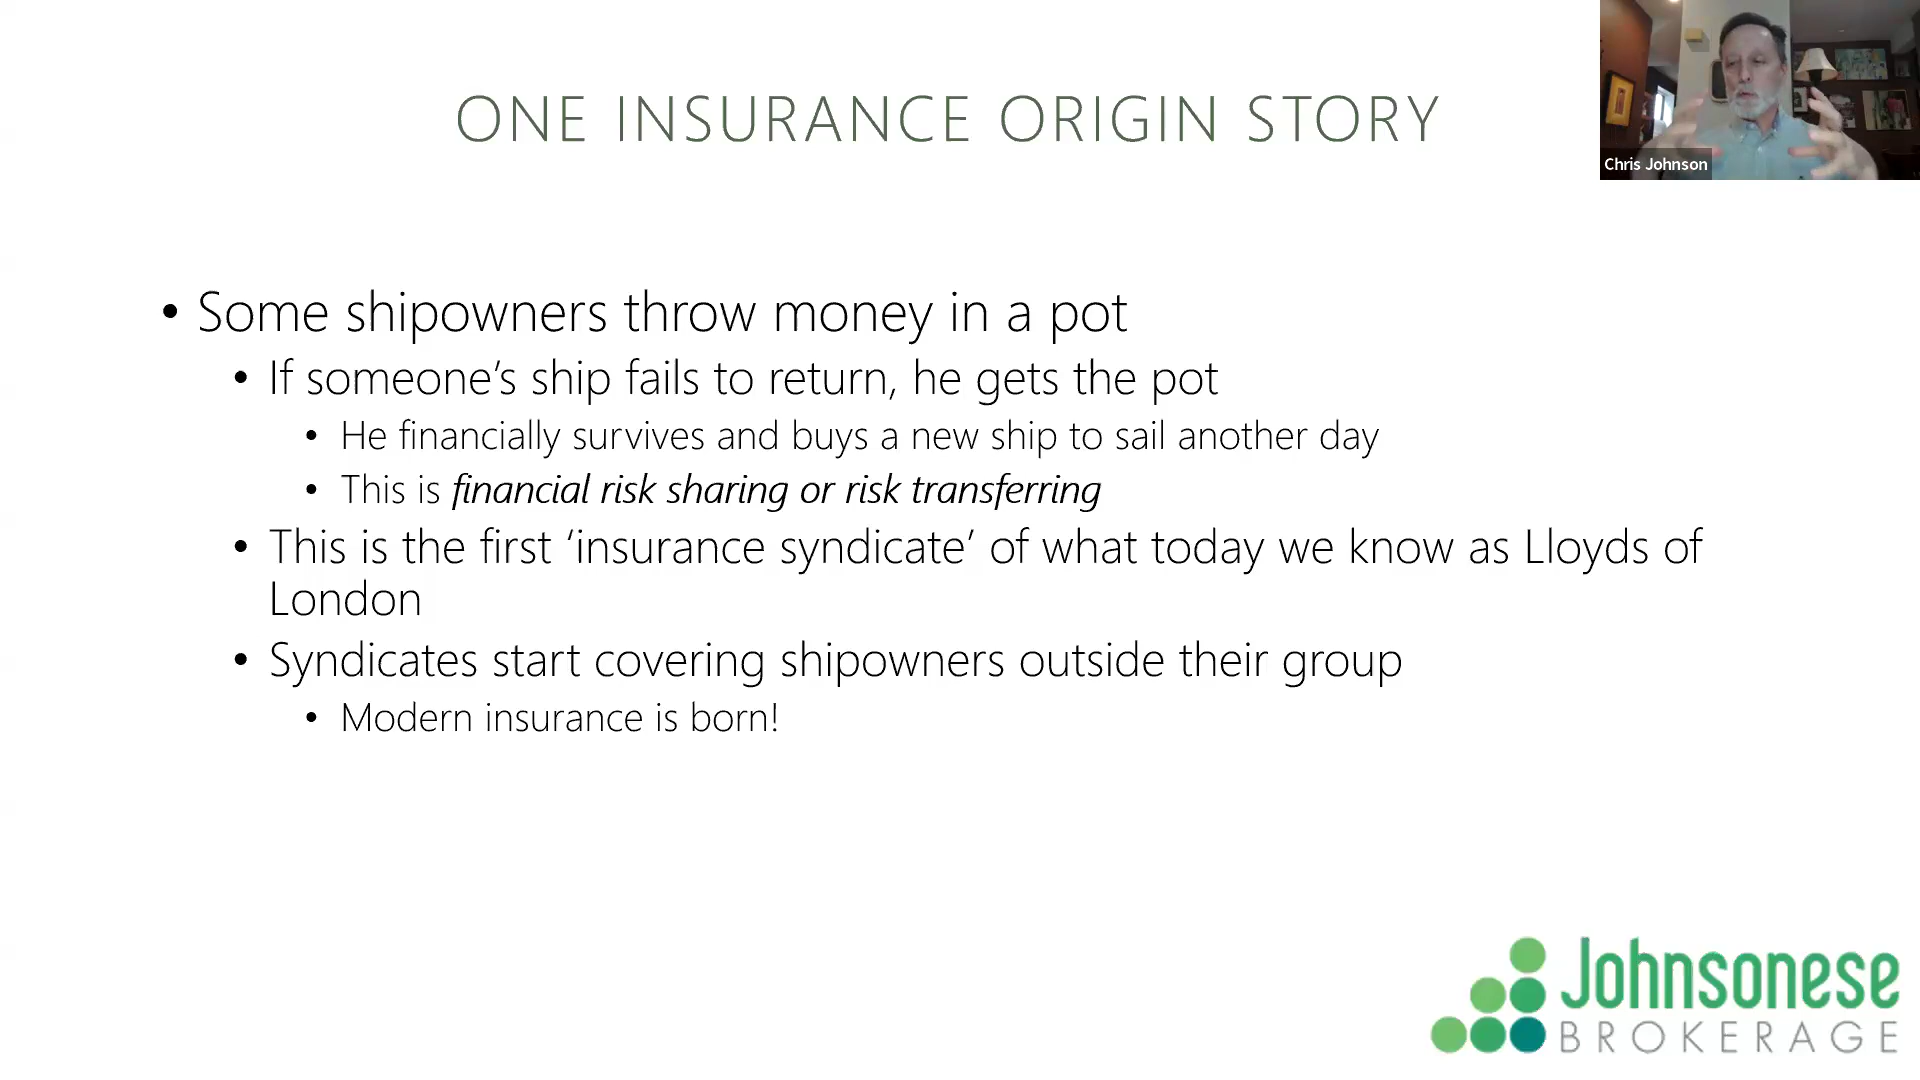 ONE INSURANCE ORIGIN STORY
Chris Johnson
• Some shipowners throw money in a pot
• If someone’s ship fails to return, he gets the pot
• He financially survives and buys a new ship to sail another day
• This is financial risk sharing or risk transferring
• This is the first ‘insurance syndicate’ of what today we know as Lloyds of
London
• Syndicates start covering shipowners outside their group
• Modern insurance is born!
Johnsonese
BROKERAGE